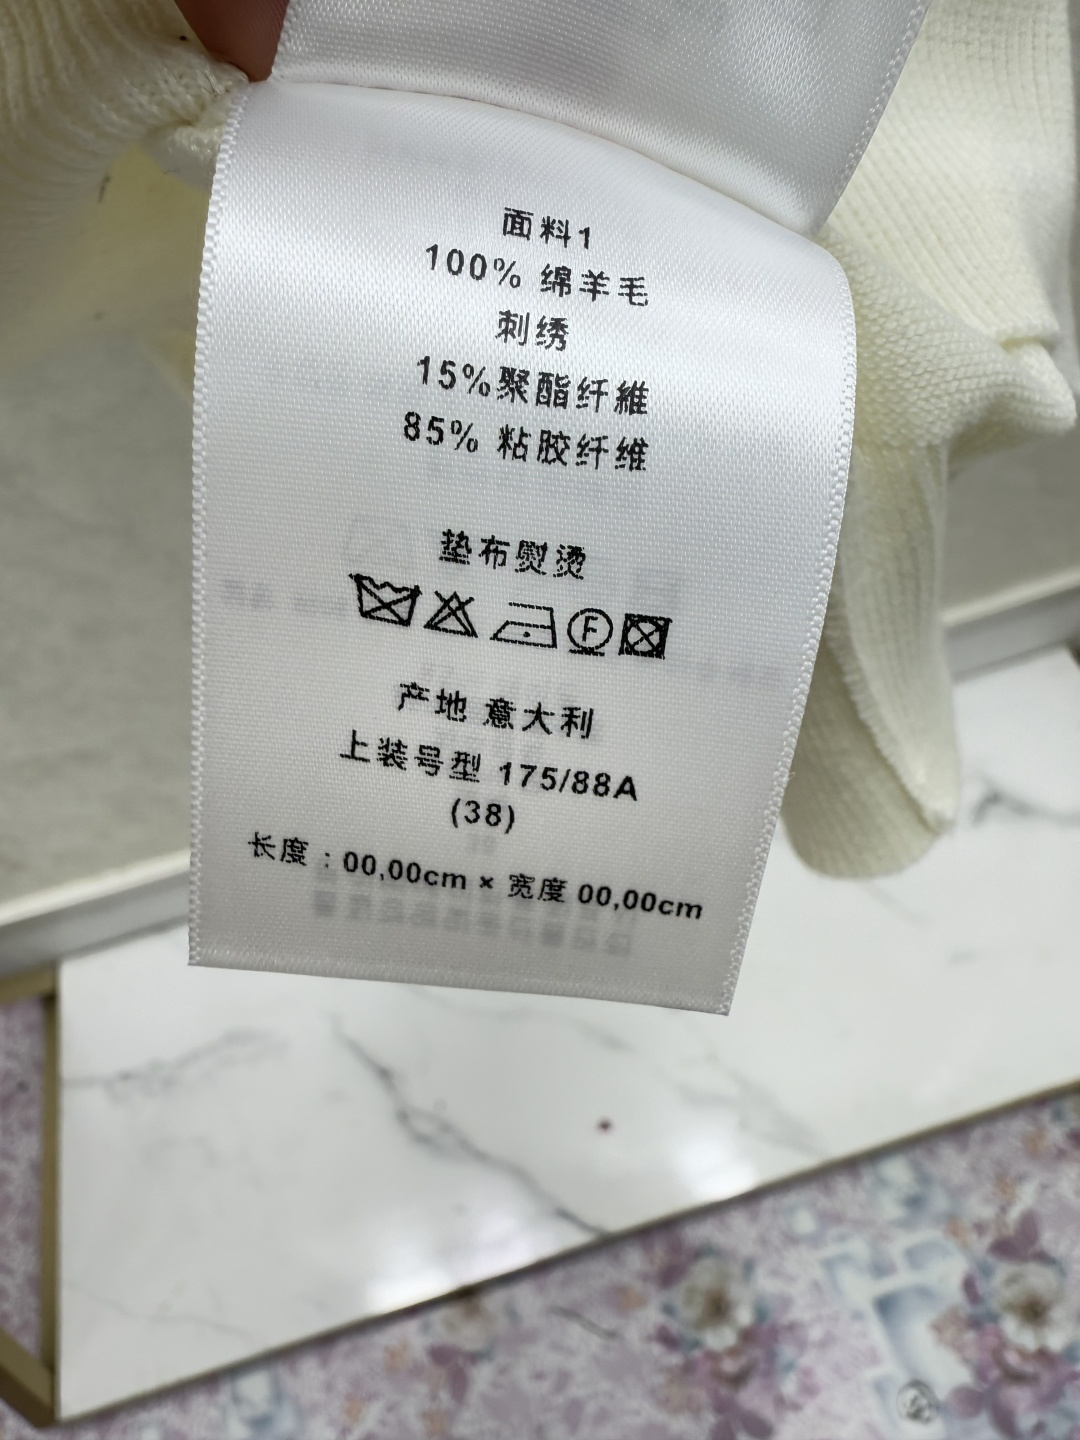 面料1
100% 绵羊毛
刺绣
15%聚酯纤維
85% 粘胶纤维
垫布熨烫
F
产地 意大利
上装号型 175/88A
(38)
长度：00,00cm × 宽度 00,00cm